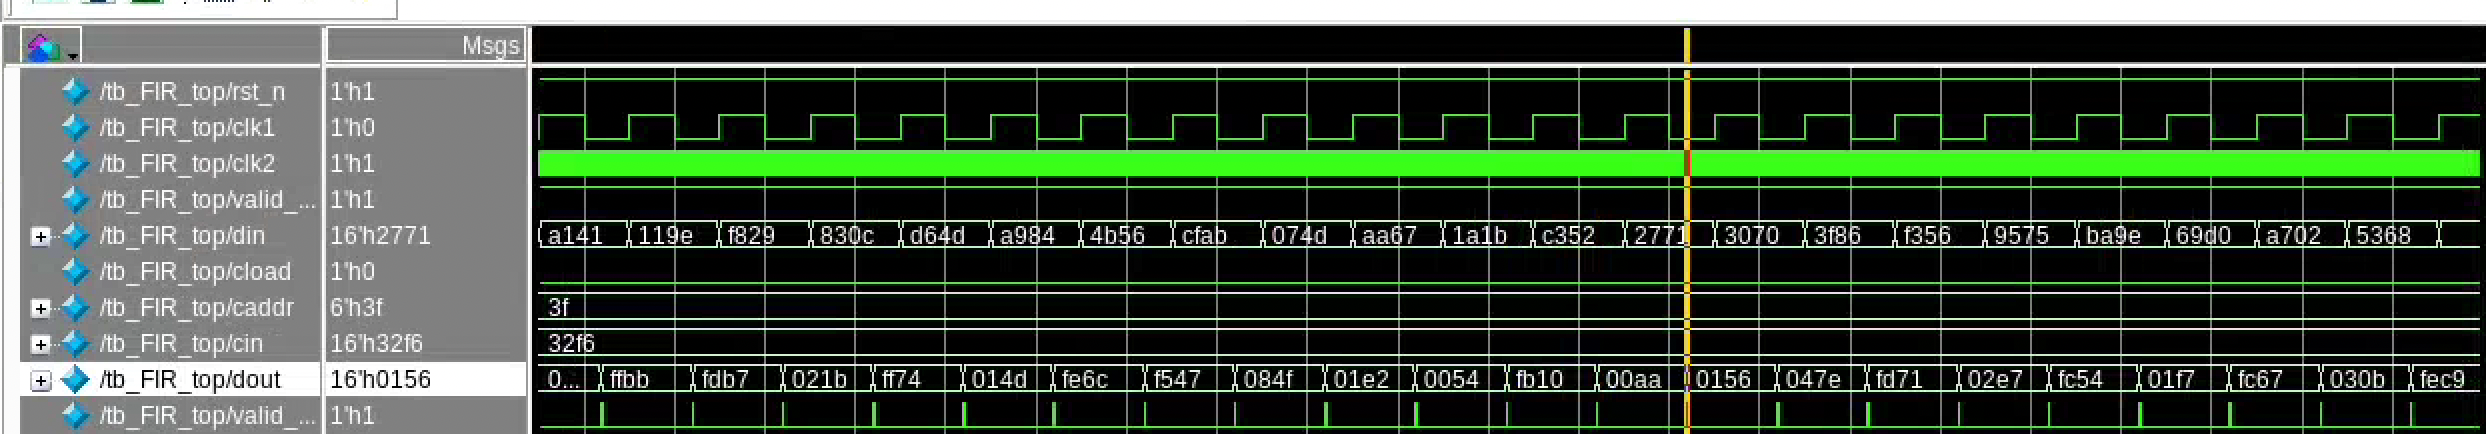 Msgs
/tb_FIR_top/rst_n 1'h1
/tb_FIR_top/clk1 1'h0
/tb_FIR_top/clk2 1'h1
/tb_FIR_top/valid_... 1'h1
/tb_FIR_top/din 16'h2771 a141 119e f829 830c d64d a984 4b56 cfab 074d aa67 1a1b c352 2771 3070 3f86 f356 9575 ba9e 69d0 a702 5368
/tb_FIR_top/cload 1'h0
/tb_FIR_top/caddr 6'h3f 3f
/tb_FIR_top/cin 16'h32f6 32f6
/tb_FIR_top/dout 16'h0156 0... ffbb fdb7 021b ff74 014d fe6c f547 084f 01e2 0054 fb10 00aa 0156 047e fd71 02e7 fc54 01f7 fc67 030b fec9
/tb_FIR_top/valid_... 1'h1